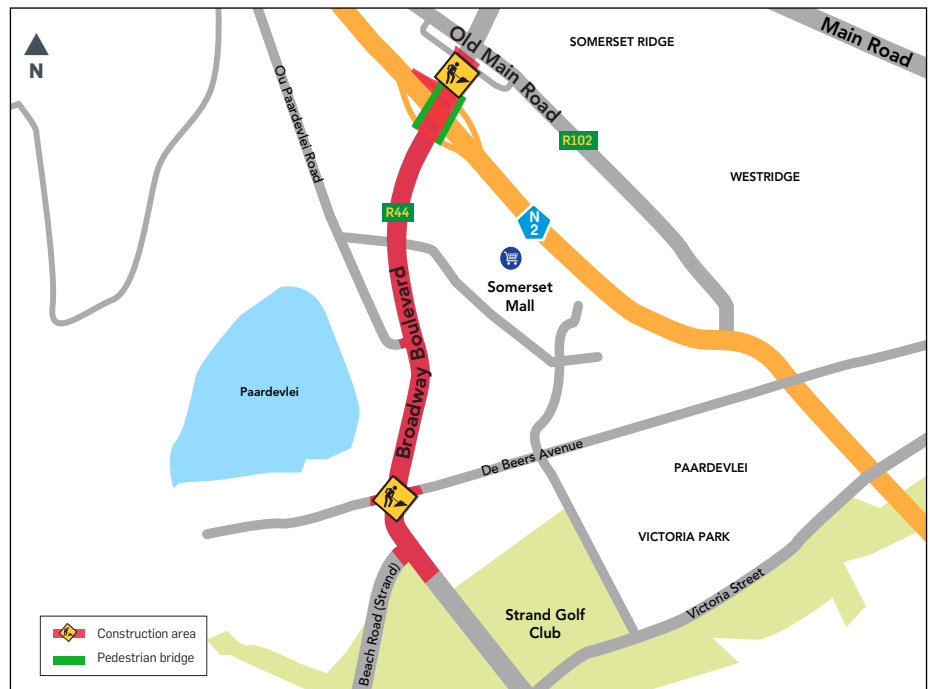 N
Old Main Road
SOMERSET RIDGE
Main Road
Ou Paardevlei Road
R102
WESTRIDGE
R44
N
2
Somerset
Mall
Broadway Boulevard
Paardevlei
De Beers Avenue
PAARDEVLEI
VICTORIA PARK
Beach Road (Strand)
Strand Golf
Club
Victoria Street
Construction area
Pedestrian bridge